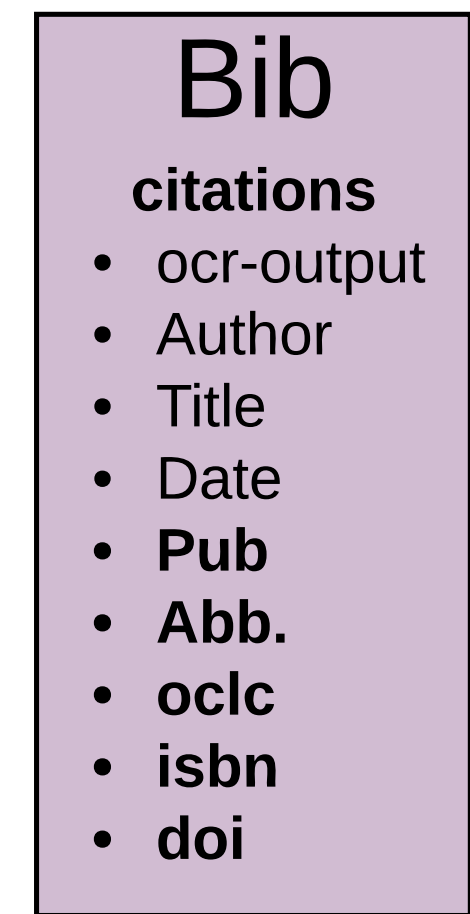 Bib
citations
• ocr-output
• Author
• Title
• Date
• Pub
• Abb.
• oclc
• isbn
• doi